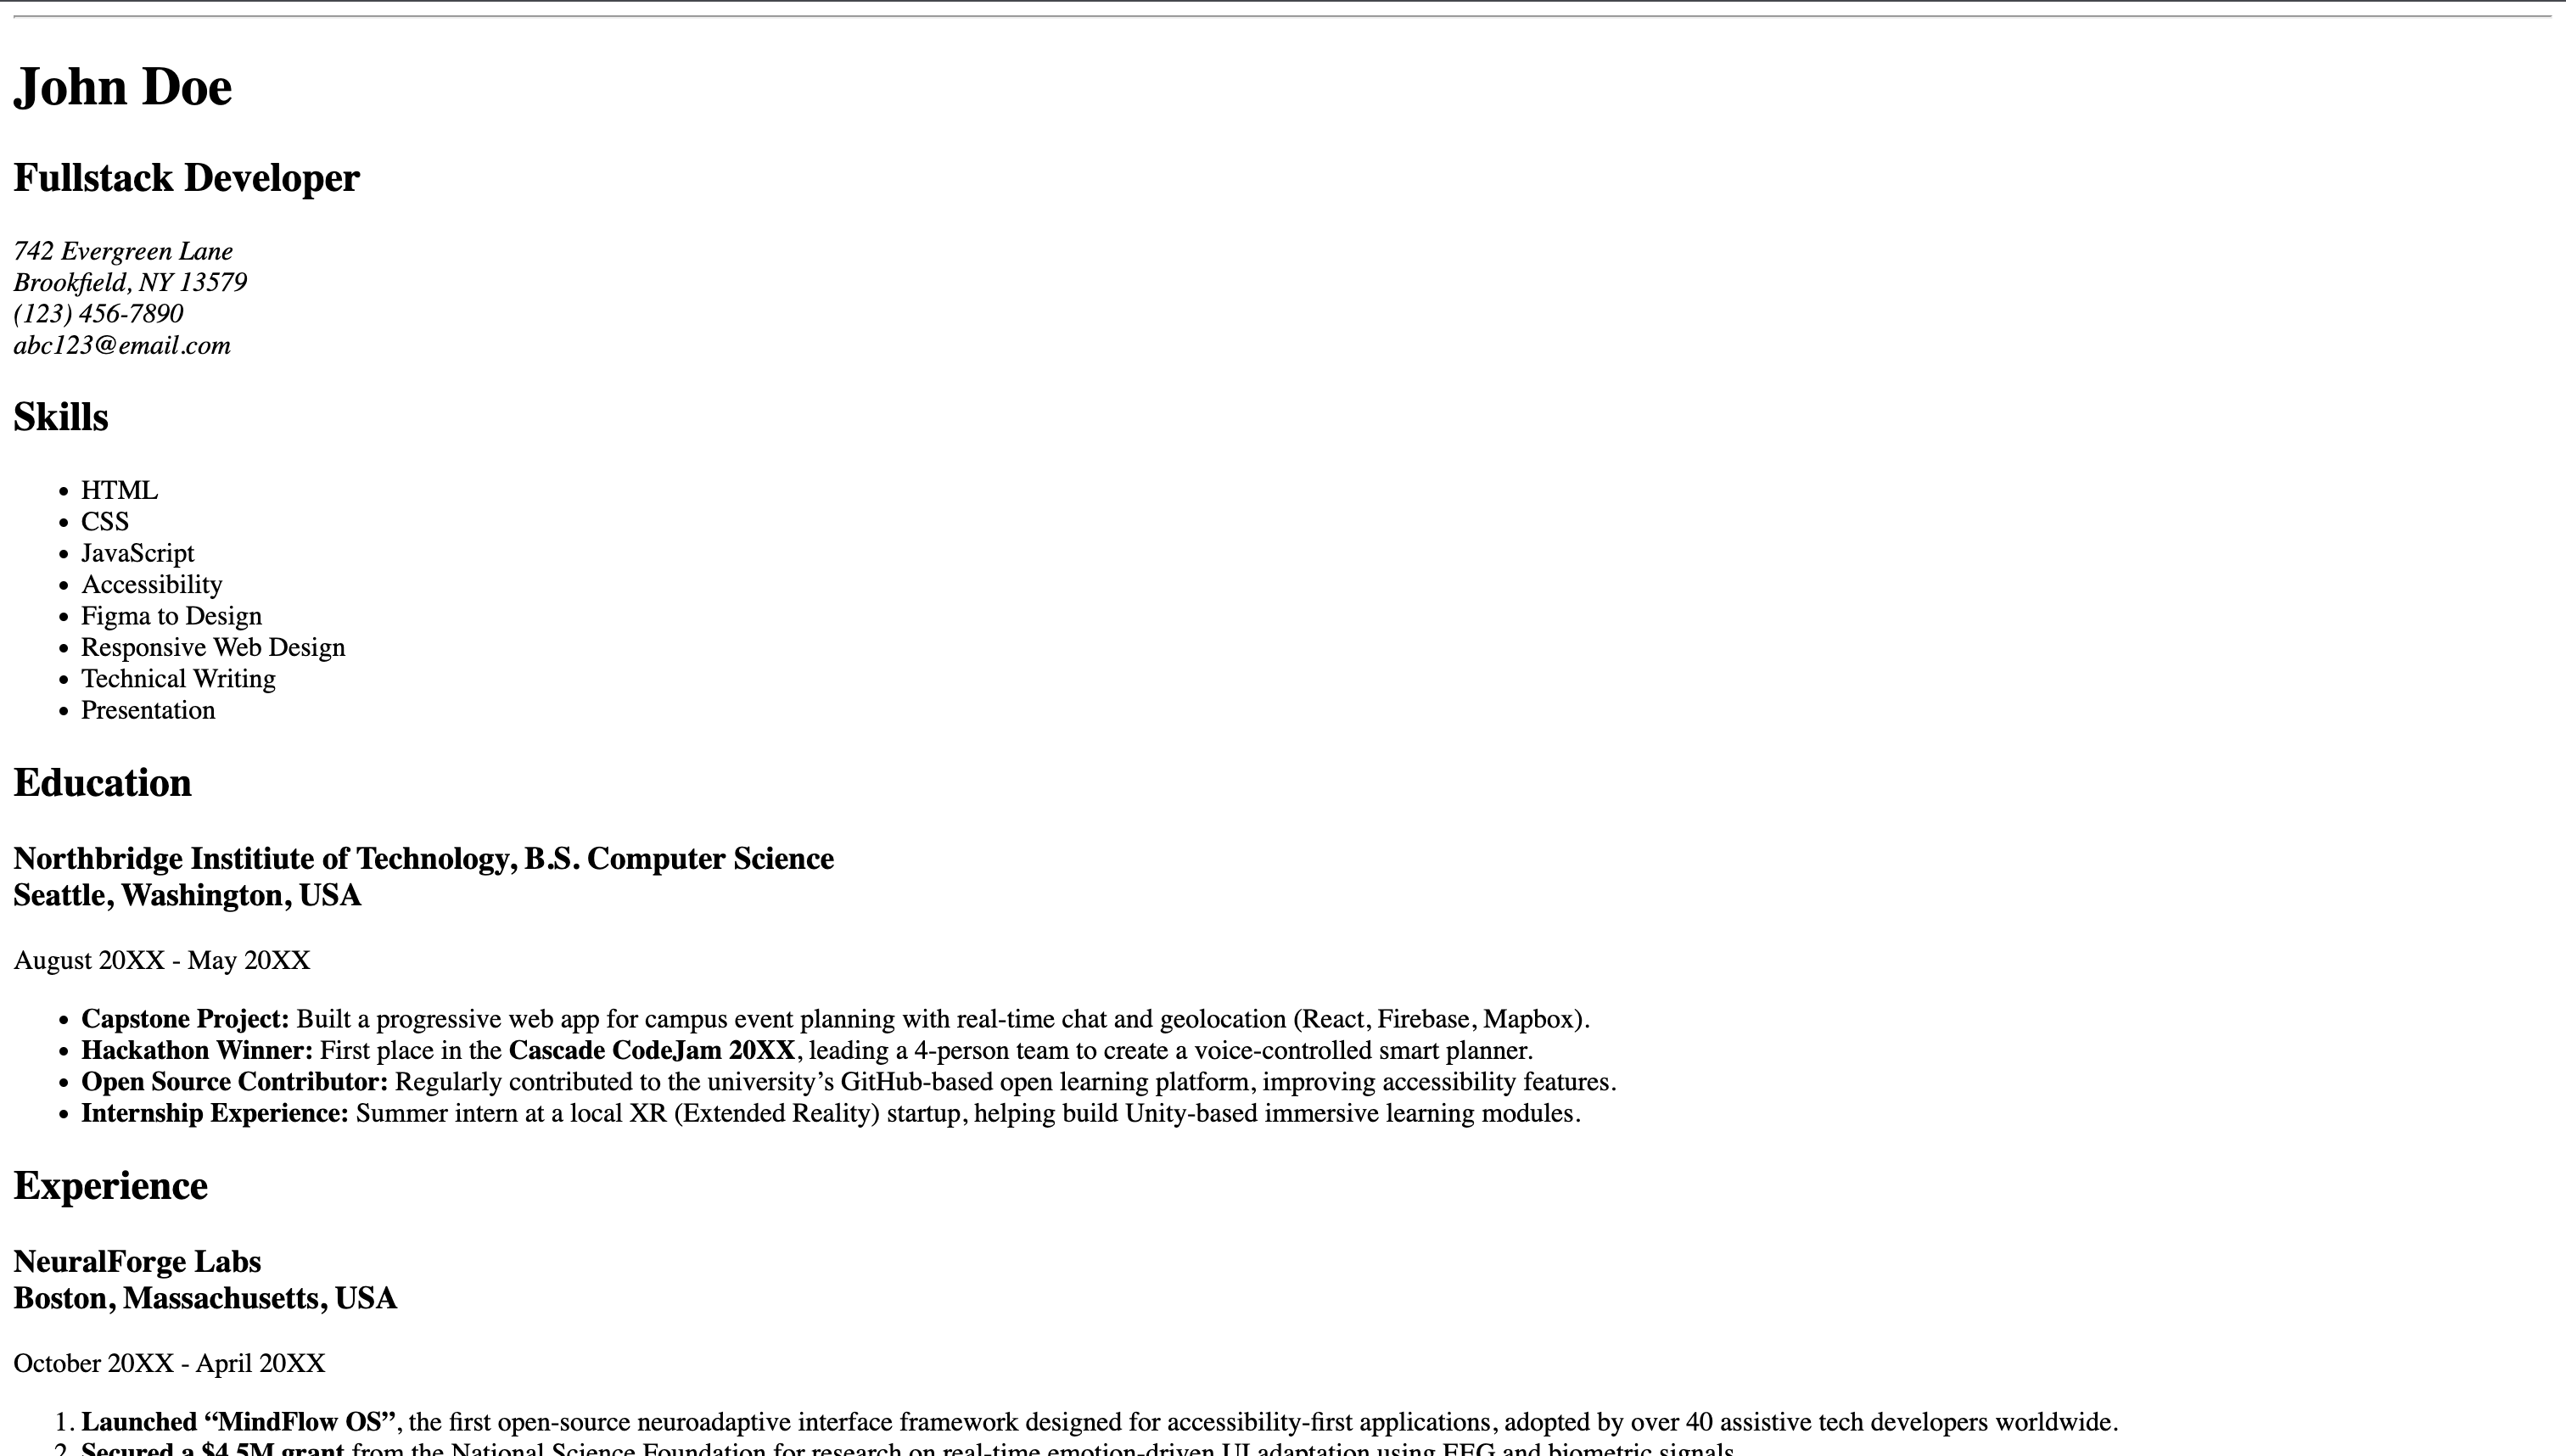 John Doe
Fullstack Developer
742 Evergreen Lane
Brookfield, NY 13579
(123) 456-7890
abc123@email.com
Skills
• HTML
• CSS
• JavaScript
• Accessibility
• Figma to Design
• Responsive Web Design
• Technical Writing
• Presentation
Education
Northbridge Institiute of Technology, B.S. Computer Science
Seattle, Washington, USA
August 20XX - May 20XX
• Capstone Project: Built a progressive web app for campus event planning with real-time chat and geolocation (React, Firebase, Mapbox).
• Hackathon Winner: First place in the Cascade CodeJam 20XX, leading a 4-person team to create a voice-controlled smart planner.
• Open Source Contributor: Regularly contributed to the university’s GitHub-based open learning platform, improving accessibility features.
• Internship Experience: Summer intern at a local XR (Extended Reality) startup, helping build Unity-based immersive learning modules.
Experience
NeuralForge Labs
Boston, Massachusetts, USA
October 20XX - April 20XX
1. Launched “MindFlow OS”, the first open-source neuroadaptive interface framework designed for accessibility-first applications, adopted by over 40 assistive tech developers worldwide.
2. Secured a $4.5M grant from the National Science Foundation for research on real-time emotion-driven UI adaptation using EEG and biometric signals.